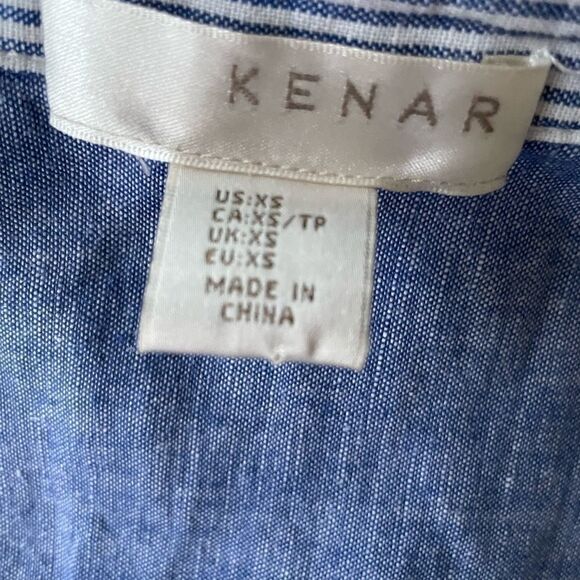 KENAR
US:XS
CA:XS/TP
UK:XS
EU:XS
MADE IN
CHINA